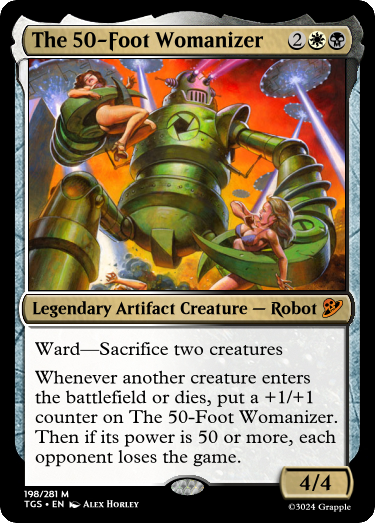 The 50-Foot Womanizer 2
Legendary Artifact Creature — Robot
Ward—Sacrifice two creatures
Whenever another creature enters
the battlefield or dies, put a +1/+1
counter on The 50-Foot Womanizer.
Then if its power is 50 or more, each
opponent loses the game.
4/4
198/281 M
TGS • EN Alex Horley
©3024 Grapple